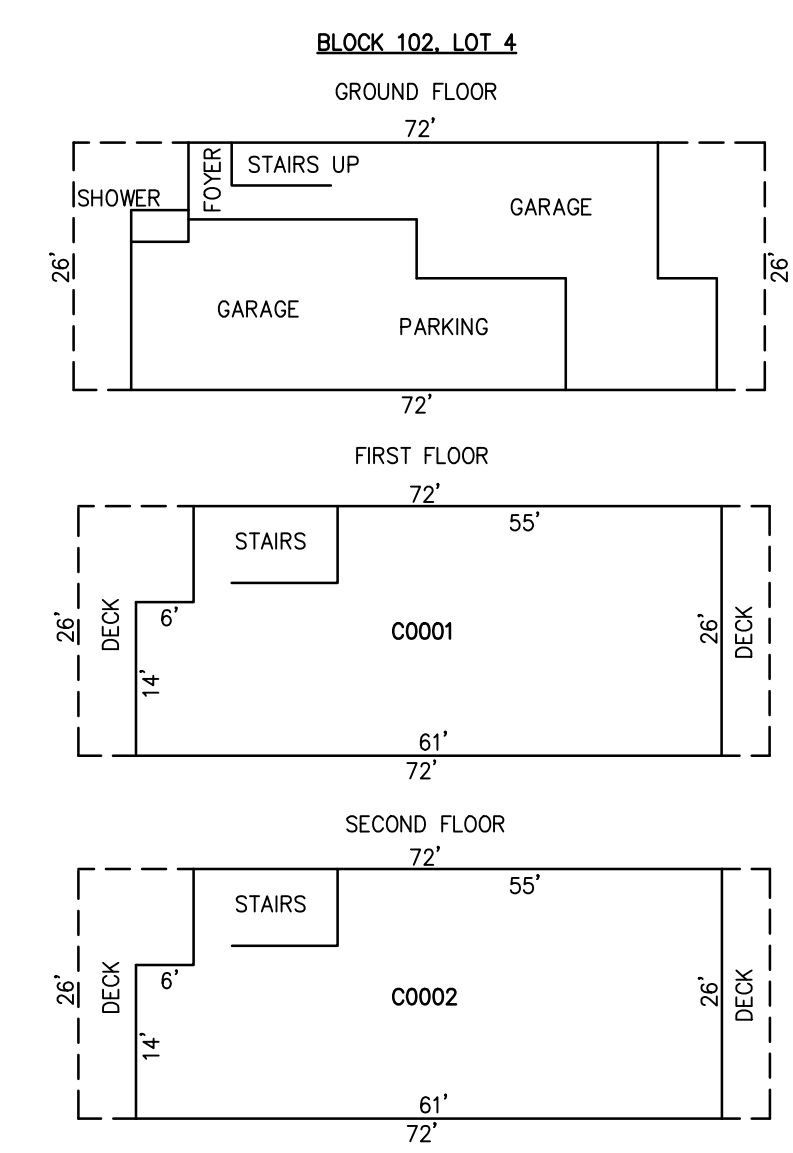 BLOCK 102, LOT 4
GROUND FLOOR
72'
FOYER
STAIRS UP
SHOWER
GARAGE
26'
26'
GARAGE
PARKING
72'
FIRST FLOOR
72'
55'
STAIRS
26'
DECK
6'
C0001
26'
DECK
14'
61'
72'
SECOND FLOOR
72'
55'
STAIRS
26'
DECK
6'
C0002
26'
DECK
14'
61'
72'